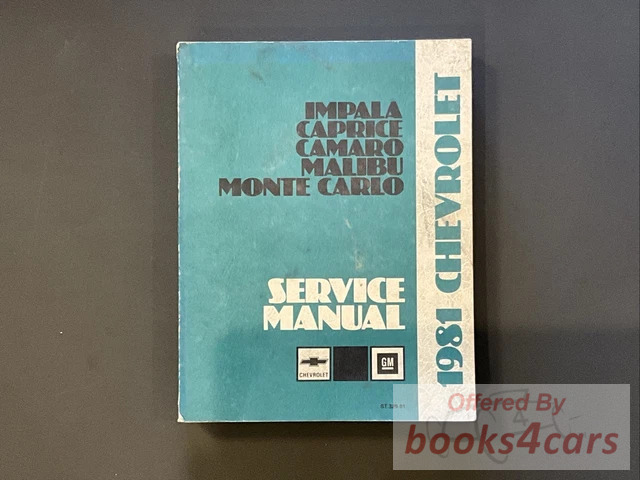 IMPALA
CAPRICE
CAMARO
MALIBU
MONTE CARLO
SERVICE
MANUAL
CHEVROLET
GM
1981 CHEVROLET
Offered By
books4cars